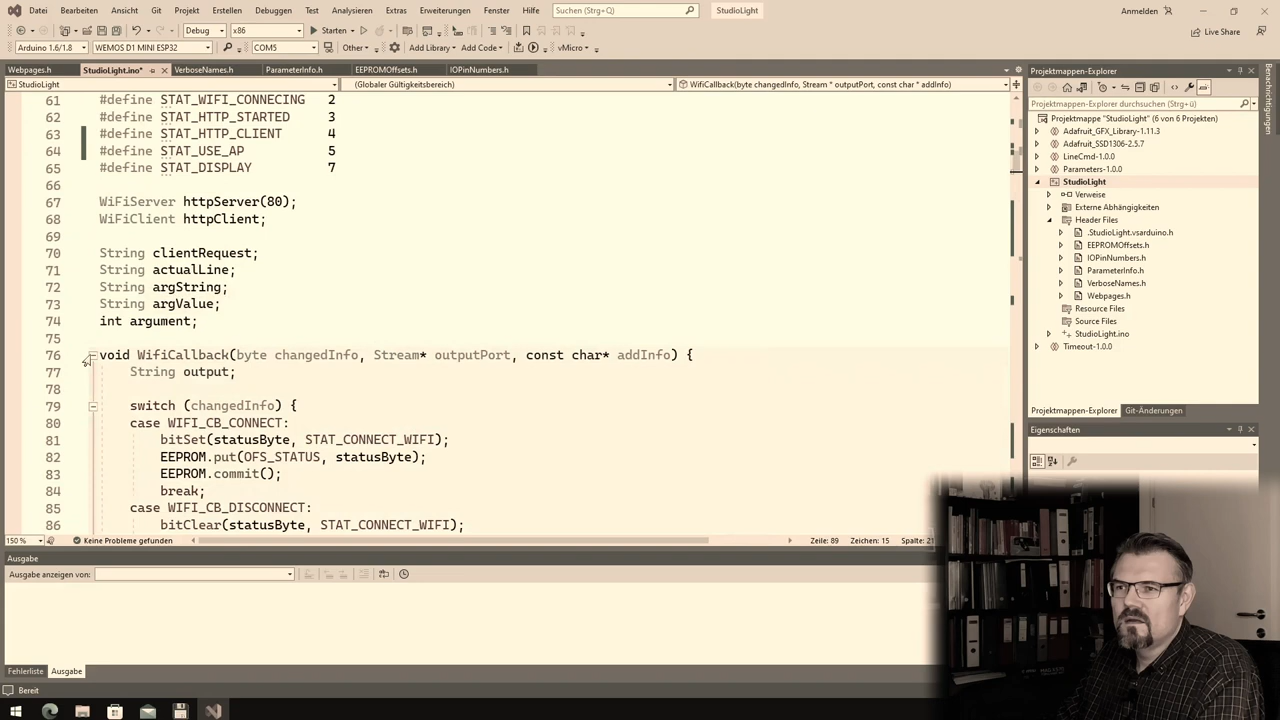 Datei Bearbeiten Ansicht Git Projekt Erstellen Debuggen Test Analysieren Extras Erweiterungen Fenster Hilfe Suchen (Strg+Q) StudioLight Anmelden
Debug x86 Starten Live Share
Arduino 1.6/1.8 WEMOS D1 MINI ESP32 COM5 Other Add Library Add Code vMicro
Webpages.h StudioLight.ino* VerboseNames.h ParameterInfo.h EEPROMOffsets.h IOPinNumbers.h
StudioLight (Globaler Gültigkeitsbereich) WifiCallback(byte changedInfo, Stream * outputPort, const char * addInfo)
61 #define STAT_WIFI_CONNECING 2
62 #define STAT_HTTP_STARTED 3
63 #define STAT_HTTP_CLIENT 4
64 #define STAT_USE_AP 5
65 #define STAT_DISPLAY 7
66
67 WiFiServer httpServer(80);
68 WiFiClient httpClient;
69
70 String clientRequest;
71 String actualLine;
72 String argString;
73 String argValue;
74 int argument;
75
76 void WifiCallback(byte changedInfo, Stream* outputPort, const char* addInfo) {
77 String output;
78
79 switch (changedInfo) {
80 case WIFI_CB_CONNECT:
81 bitSet(statusByte, STAT_CONNECT_WIFI);
82 EEPROM.put(OFS_STATUS, statusByte);
83 EEPROM.commit();
84 break;
85 case WIFI_CB_DISCONNECT:
86 bitClear(statusByte, STAT_CONNECT_WIFI);
150 % Keine Probleme gefunden Zeile: 89 Zeichen: 15 Spalte: 21
Ausgabe
Ausgabe anzeigen von:
Fehlerliste Ausgabe
Bereit
Projektmappen-Explorer
Projektmappen-Explorer durchsuchen (Strg+ü)
Projektmappe "StudioLight" (6 von 6 Projekten)
Adafruit_GFX_Library-1.11.3
Adafruit_SSD1306-2.5.7
LineCmd-1.0.0
Parameters-1.0.0
StudioLight
Verweise
Externe Abhängigkeiten
Header Files
.StudioLight.vsarduino.h
EEPROMOffsets.h
IOPinNumbers.h
ParameterInfo.h
VerboseNames.h
Webpages.h
Resource Files
Source Files
StudioLight.ino
Timeout-1.0.0
Projektmappen-Explorer Git-Änderungen
Eigenschaften
Benachrichtigungen